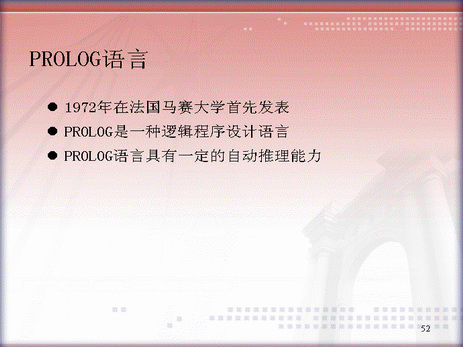 PROLOG语言
● 1972年在法国马赛大学首先发表
● PROLOG是一种逻辑程序设计语言
● PROLOG语言具有一定的自动推理能力
52